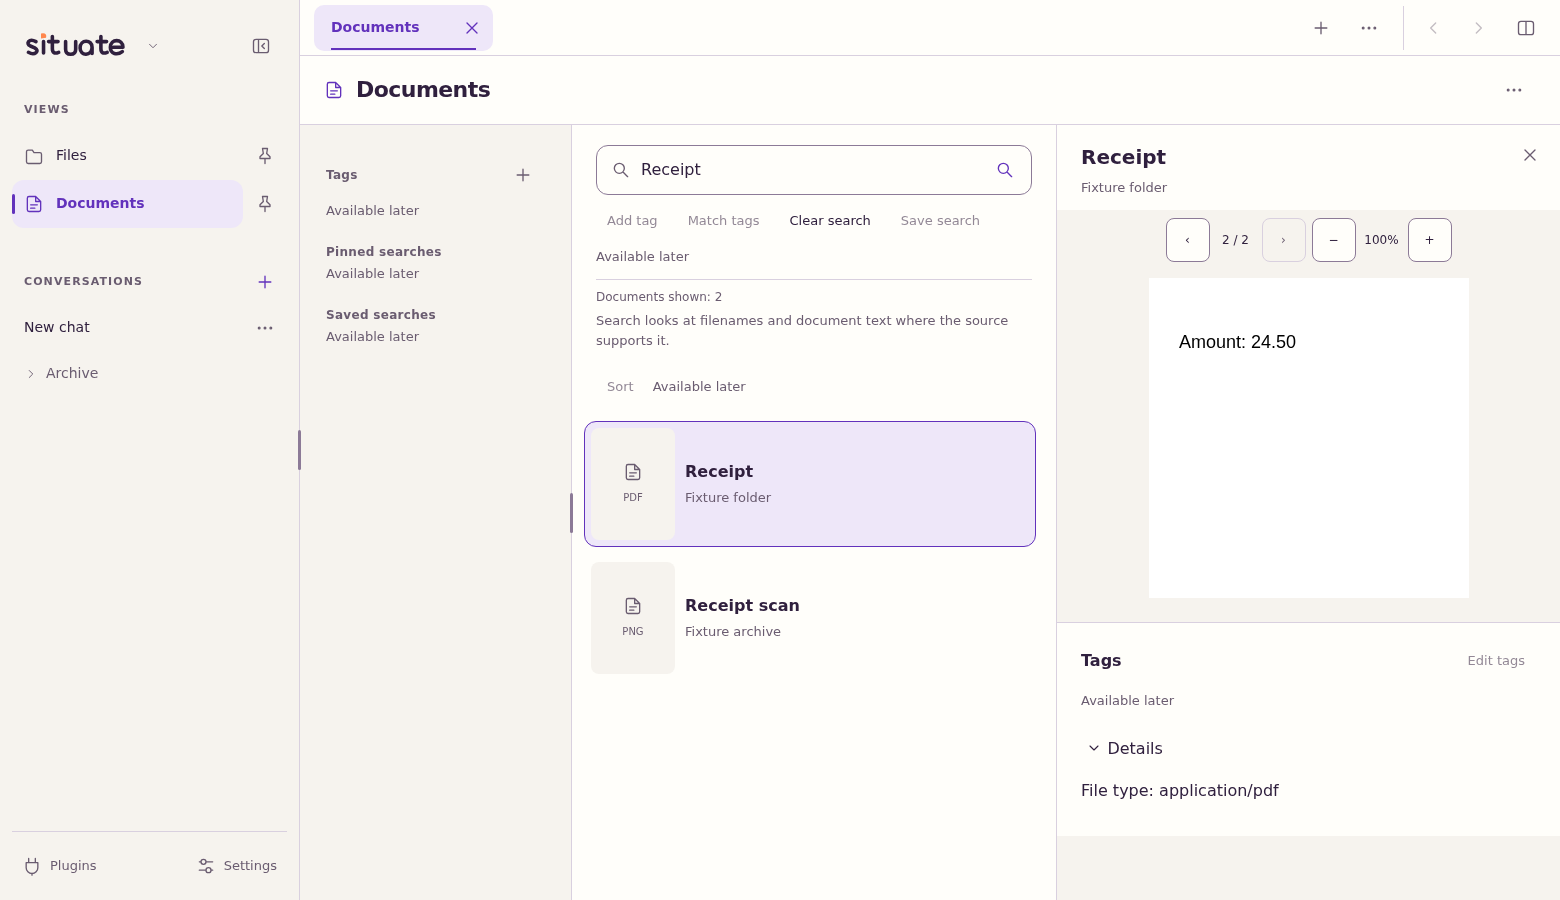 situate
VIEWS
Files
Documents
CONVERSATIONS
New chat
Archive
Plugins
Settings
Documents
Documents
Tags
Available later
Pinned searches
Available later
Saved searches
Available later
Receipt
Add tag Match tags Clear search Save search
Available later
Documents shown: 2
Search looks at filenames and document text where the source
supports it.
Sort Available later
PDF
Receipt
Fixture folder
PNG
Receipt scan
Fixture archive
Receipt
Fixture folder
‹ 2 / 2 › − 100% +
Amount: 24.50
Tags
Edit tags
Available later
Details
File type: application/pdf